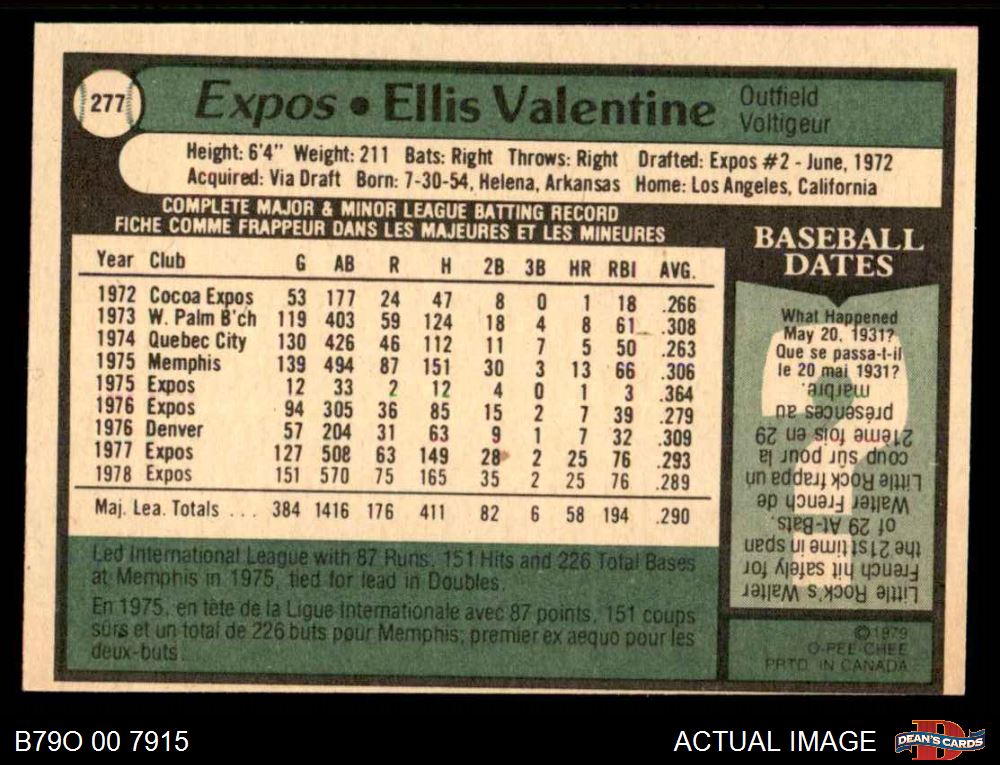 277
Expos • Ellis Valentine
Outfield
Voltigeur
Height: 6'4" Weight: 211 Bats: Right Throws: Right Drafted: Expos #2 - June, 1972
Acquired: Via Draft Born: 7-30-54, Helena, Arkansas Home: Los Angeles, California
COMPLETE MAJOR & MINOR LEAGUE BATTING RECORD
FICHE COMME FRAPPEUR DANS LES MAJEURES ET LES MINEURES
Year Club G AB R H 2B 3B HR RBI AVG.
1972 Cocoa Expos 53 177 24 47 8 0 1 18 .266
1973 W. Palm B'ch 119 403 59 124 18 4 8 61 .308
1974 Quebec City 130 426 46 112 11 7 5 50 .263
1975 Memphis 139 494 87 151 30 3 13 66 .306
1975 Expos 12 33 2 12 4 0 1 3 .364
1976 Expos 94 305 36 85 15 2 7 39 .279
1976 Denver 57 204 31 63 9 1 7 32 .309
1977 Expos 127 508 63 149 28 2 25 76 .293
1978 Expos 151 570 75 165 35 2 25 76 .289
Maj. Lea. Totals . . . 384 1416 176 411 82 6 58 194 .290
Led International League with 87 Runs, 151 Hits and 226 Total Bases
at Memphis in 1975, tied for lead in Doubles.
En 1975, en tête de la Ligue Internationale avec 87 points, 151 coups
sûrs et un total de 226 buts pour Memphis; premier ex aequo pour les
deux-buts.
BASEBALL
DATES
What Happened
May 20, 1931?
Que se passa-t-il
le 20 mai 1931?
Little Rock's Walter
French hit safely for
the 21st time in span
of 29 At-Bats.
Walter French de
Little Rock frappa un
coup sûr pour la
21ème fois en 29
présences au
marbre.
©1979
O-PEE-CHEE
PRTD. IN CANADA
B79O 00 7915
ACTUAL IMAGE
DEAN'S CARDS